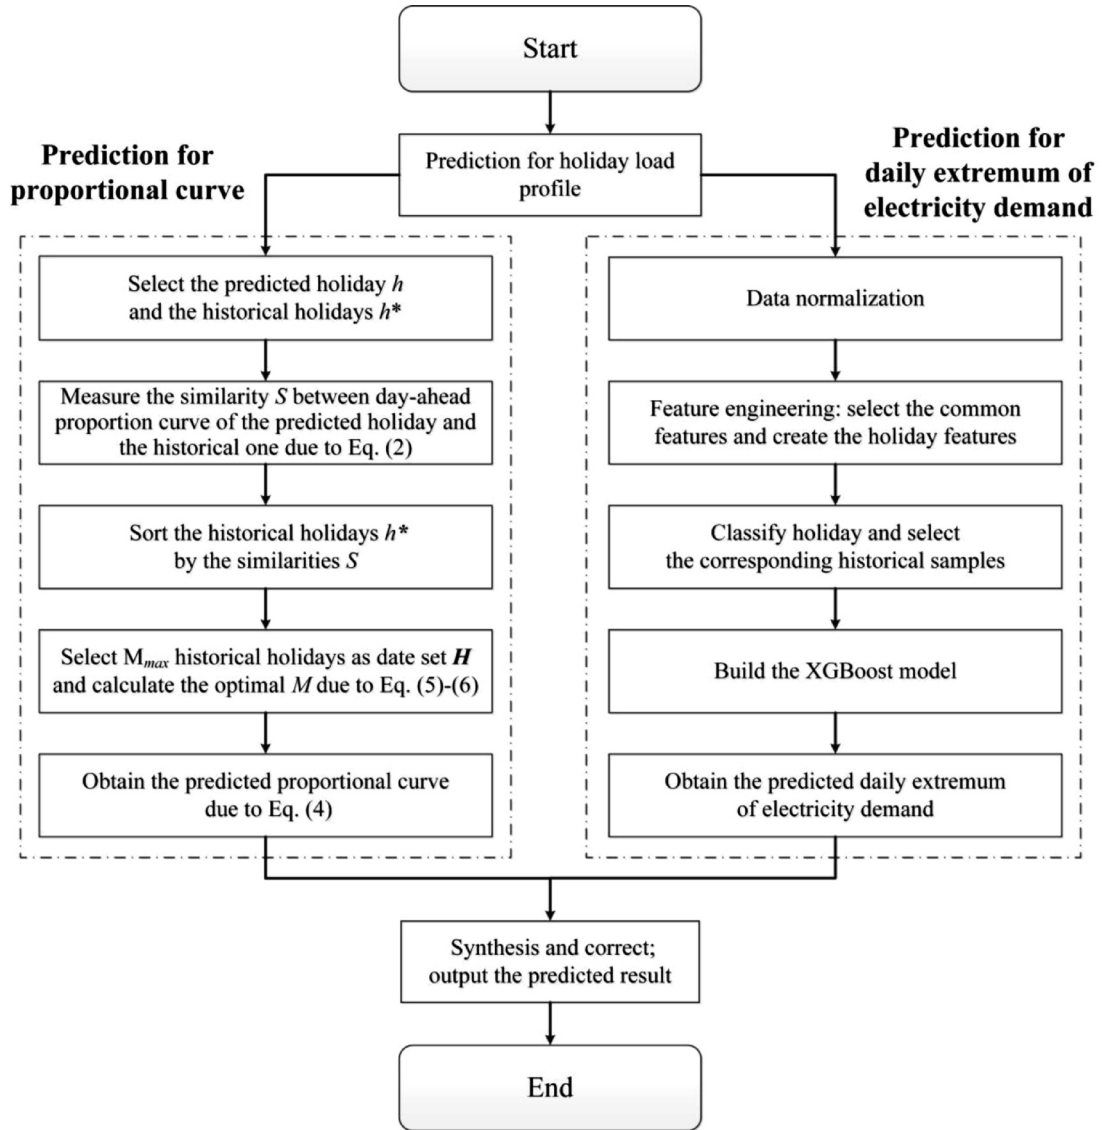 Start
Prediction for holiday load
profile
Prediction for
proportional curve
Select the predicted holiday h
and the historical holidays h*
Measure the similarity S between day-ahead
proportion curve of the predicted holiday and
the historical one due to Eq. (2)
Sort the historical holidays h*
by the similarities S
Select Mmax historical holidays as date set H
and calculate the optimal M due to Eq. (5)-(6)
Obtain the predicted proportional curve
due to Eq. (4)
Prediction for
daily extremum of
electricity demand
Data normalization
Feature engineering: select the common
features and create the holiday features
Classify holiday and select
the corresponding historical samples
Build the XGBoost model
Obtain the predicted daily extremum
of electricity demand
Synthesis and correct;
output the predicted result
End